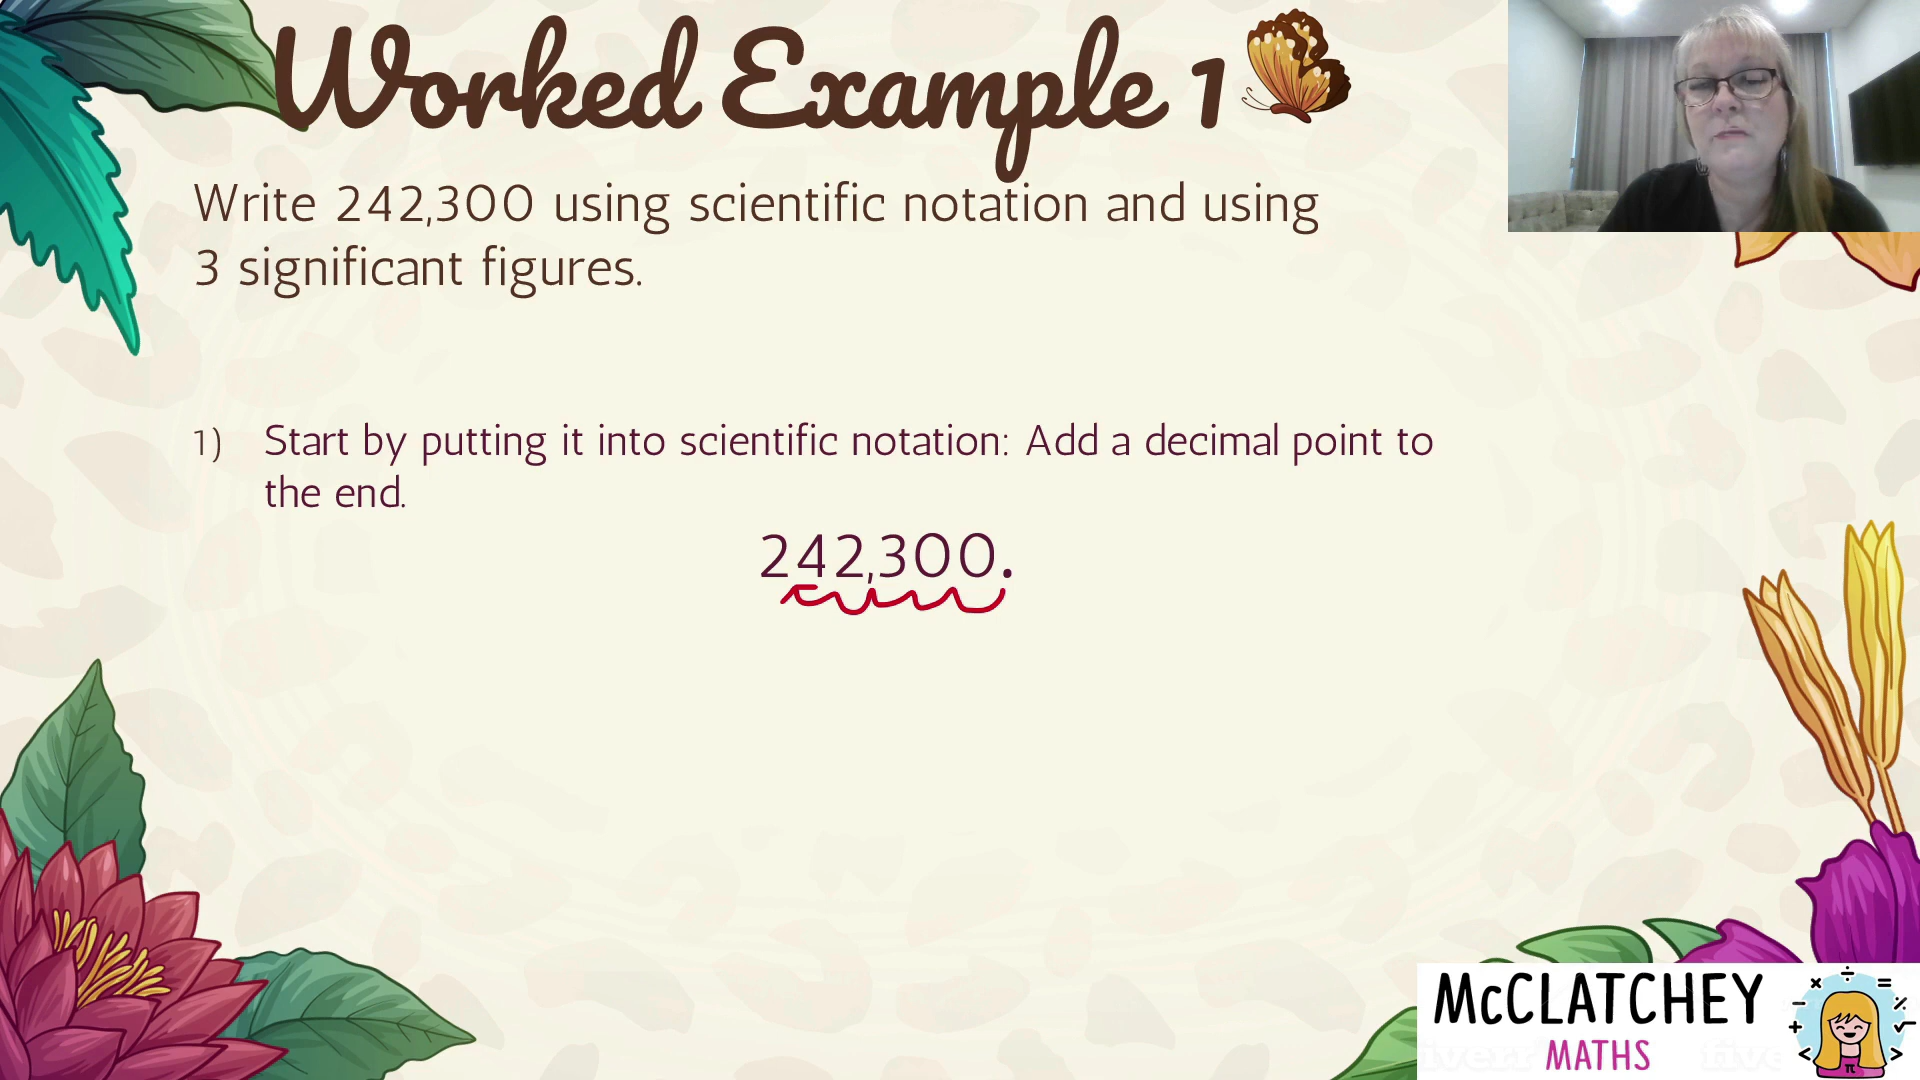 Worked Example 1
Write 242,300 using scientific notation and using
3 significant figures.
1) Start by putting it into scientific notation: Add a decimal point to
the end.
242,300.
McCLATCHEY
MATHS